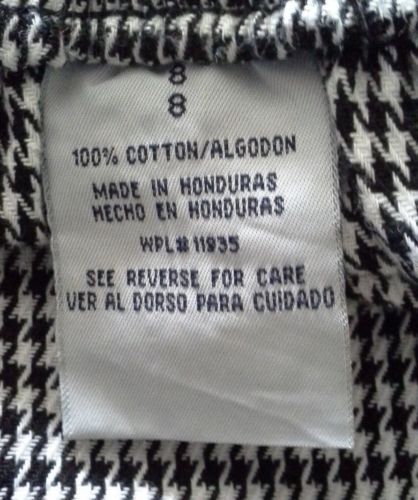 8
8
100% COTTON/ALGODON
MADE IN HONDURAS
HECHO EN HONDURAS
WPL# 11935
SEE REVERSE FOR CARE
VER AL DORSO PARA CUIDADO